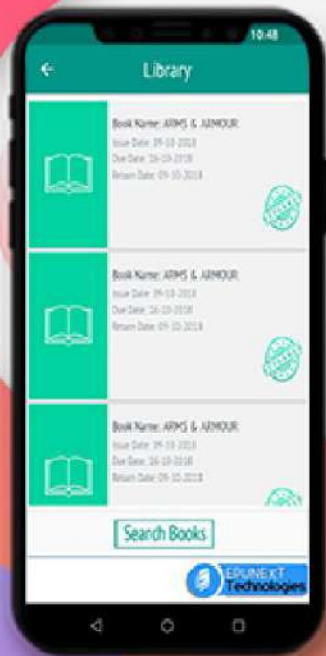 10:48
Library
Book Name: ARMS & ARMOUR
Issue Date: 09-10-2018
Due Date: 16-10-2018
Return Date: 09-10-2018
Book Name: ARMS & ARMOUR
Issue Date: 09-10-2018
Due Date: 16-10-2018
Return Date: 09-10-2018
Book Name: ARMS & ARMOUR
Issue Date: 09-10-2018
Due Date: 16-10-2018
Return Date: 09-10-2018
Search Books
EDUNEXT
Technologies